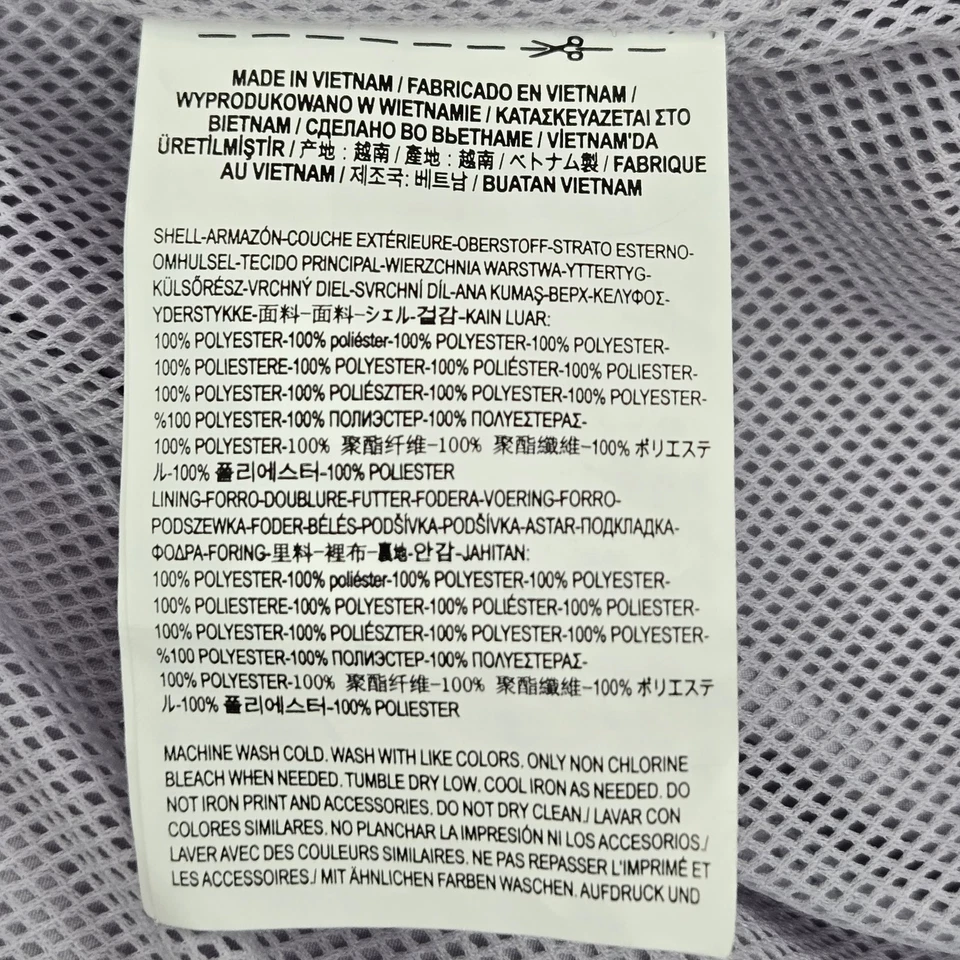 MADE IN VIETNAM / FABRICADO EN VIETNAM /
WYPRODUKOWANO W WIETNAMIE / ΚΑΤΑΣΚΕΥΑΖΕΤΑΙ ΣΤΟ
ΒΙΕΤΝΑΜ / СДЕЛАНО ВО ВЬЕТНАМЕ / VİETNAM'DA
ÜRETİLMİŞTİR / 产地 : 越南 / 產地 : 越南 / ベトナム製 / FABRIQUE
AU VIETNAM / 제조국: 베트남 / BUATAN VIETNAM
SHELL-ARMAZÓN-COUCHE EXTÉRIEURE-OBERSTOFF-STRATO ESTERNO-
OMHULSEL-TECIDO PRINCIPAL-WIERZCHNIA WARSTWA-YTTERTYG-
KÜLSŐRÉSZ-VRCHNÝ DIEL-SVRCHNÍ DÍL-ANA KUMAŞ-ВЕРХ-ΚΕΛΥΦΟΣ-
YDERSTYKKE-面料-面料-シェル-겉감-KAIN LUAR:
100% POLYESTER-100% poliéster-100% POLYESTER-100% POLYESTER-
100% POLIESTERE-100% POLYESTER-100% POLIÉSTER-100% POLIESTER-
100% POLYESTER-100% POLIÉSZTER-100% POLYESTER-100% POLYESTER-
%100 POLYESTER-100% ПОЛИЭСТЕР-100% ΠΟΛΥΕΣΤΕΡΑΣ-
100% POLYESTER-100% 聚酯纤维-100% 聚酯纖維-100% ポリエステ
ル-100% 폴리에스터-100% POLIESTER
LINING-FORRO-DOUBLURE-FUTTER-FODERA-VOERING-FORRO-
PODSZEWKA-FODER-BÉLÉS-PODŠÍVKA-PODŠÍVKA-ASTAR-ПОДКЛАДКА-
ΦΟΔΡΑ-FORING-里料-裡布-裏地-안감-JAHITAN:
100% POLYESTER-100% poliéster-100% POLYESTER-100% POLYESTER-
100% POLIESTERE-100% POLYESTER-100% POLIÉSTER-100% POLIESTER-
100% POLYESTER-100% POLIÉSZTER-100% POLYESTER-100% POLYESTER-
%100 POLYESTER-100% ПОЛИЭСТЕР-100% ΠΟΛΥΕΣΤΕΡΑΣ-
100% POLYESTER-100% 聚酯纤维-100% 聚酯纖維-100% ポリエステ
ル-100% 폴리에스터-100% POLIESTER
MACHINE WASH COLD. WASH WITH LIKE COLORS. ONLY NON CHLORINE
BLEACH WHEN NEEDED. TUMBLE DRY LOW. COOL IRON AS NEEDED. DO
NOT IRON PRINT AND ACCESSORIES. DO NOT DRY CLEAN./ LAVAR CON
COLORES SIMILARES. NO PLANCHAR LA IMPRESIÓN NI LOS ACCESORIOS./
LAVER AVEC DES COULEURS SIMILAIRES. NE PAS REPASSER L'IMPRIMÉ ET
LES ACCESSOIRES./ MIT ÄHNLICHEN FARBEN WASCHEN. AUFDRUCK UND